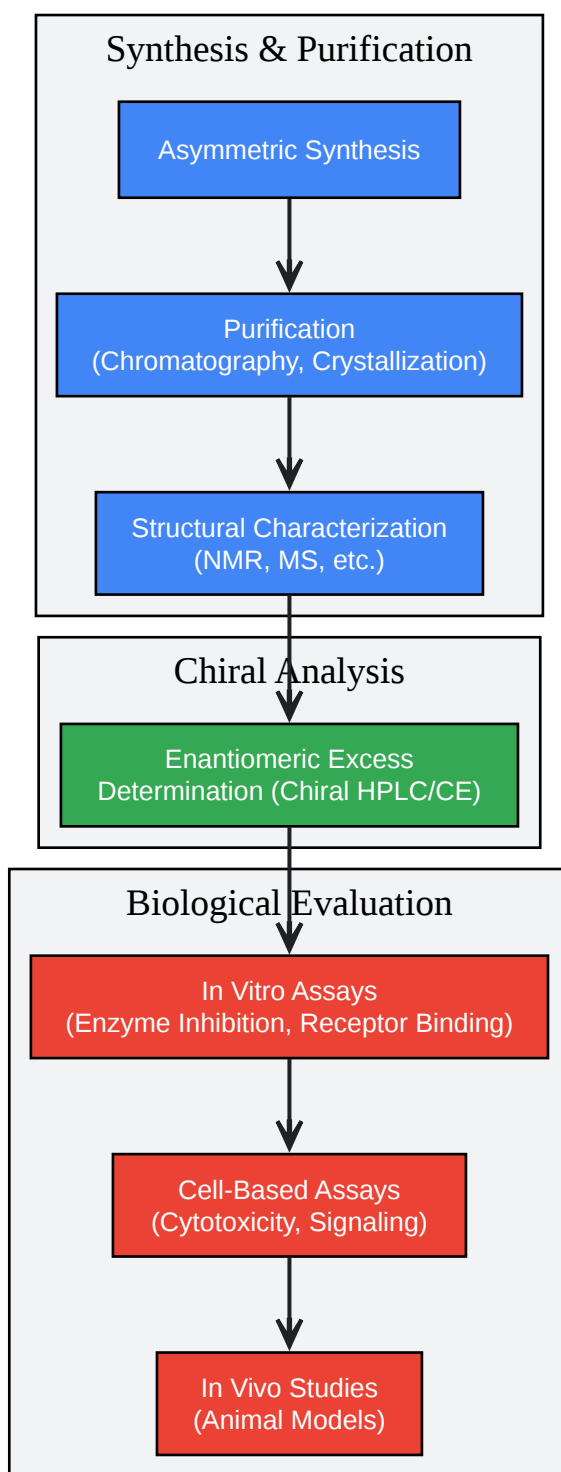 Synthesis & Purification
Asymmetric Synthesis
Purification
(Chromatography, Crystallization)
Structural Characterization
(NMR, MS, etc.)
Chiral Analysis
Enantiomeric Excess
Determination (Chiral HPLC/CE)
Biological Evaluation
In Vitro Assays
(Enzyme Inhibition, Receptor Binding)
Cell-Based Assays
(Cytotoxicity, Signaling)
In Vivo Studies
(Animal Models)